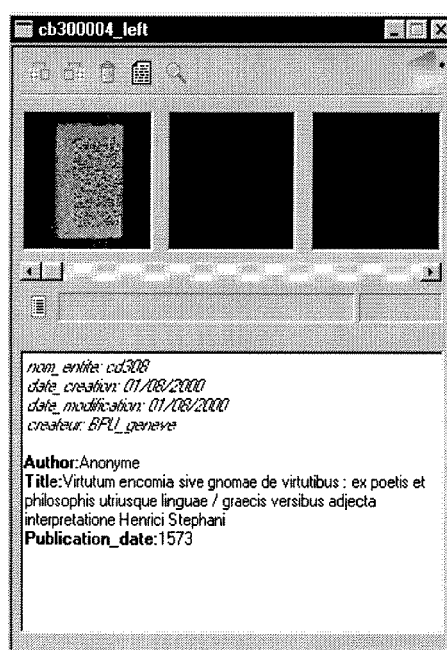 cb300004_left
nom_entite: cd308
date_creation: 01/08/2000
date_modification: 01/08/2000
createur: BPU_geneve
Author:Anonyme
Title:Virtutum encomia sive gnomae de virtutibus : ex poetis et
philosophis utriusque linguae / graecis versibus adjecta
interpretatione Henrici Stephani
Publication_date:1573